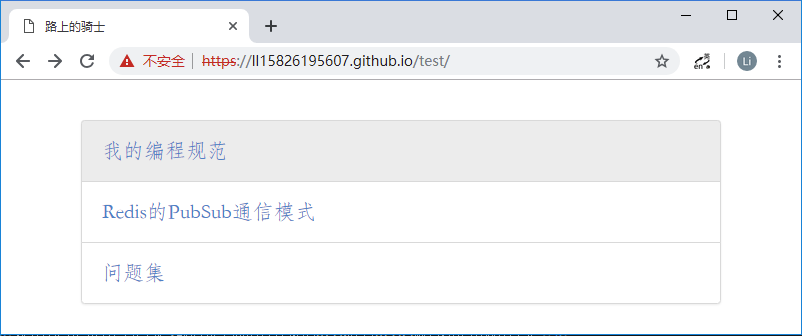 路上的骑士
不安全 https://ll15826195607.github.io/test/
英 en
Li
我的编程规范
Redis的PubSub通信模式
问题集